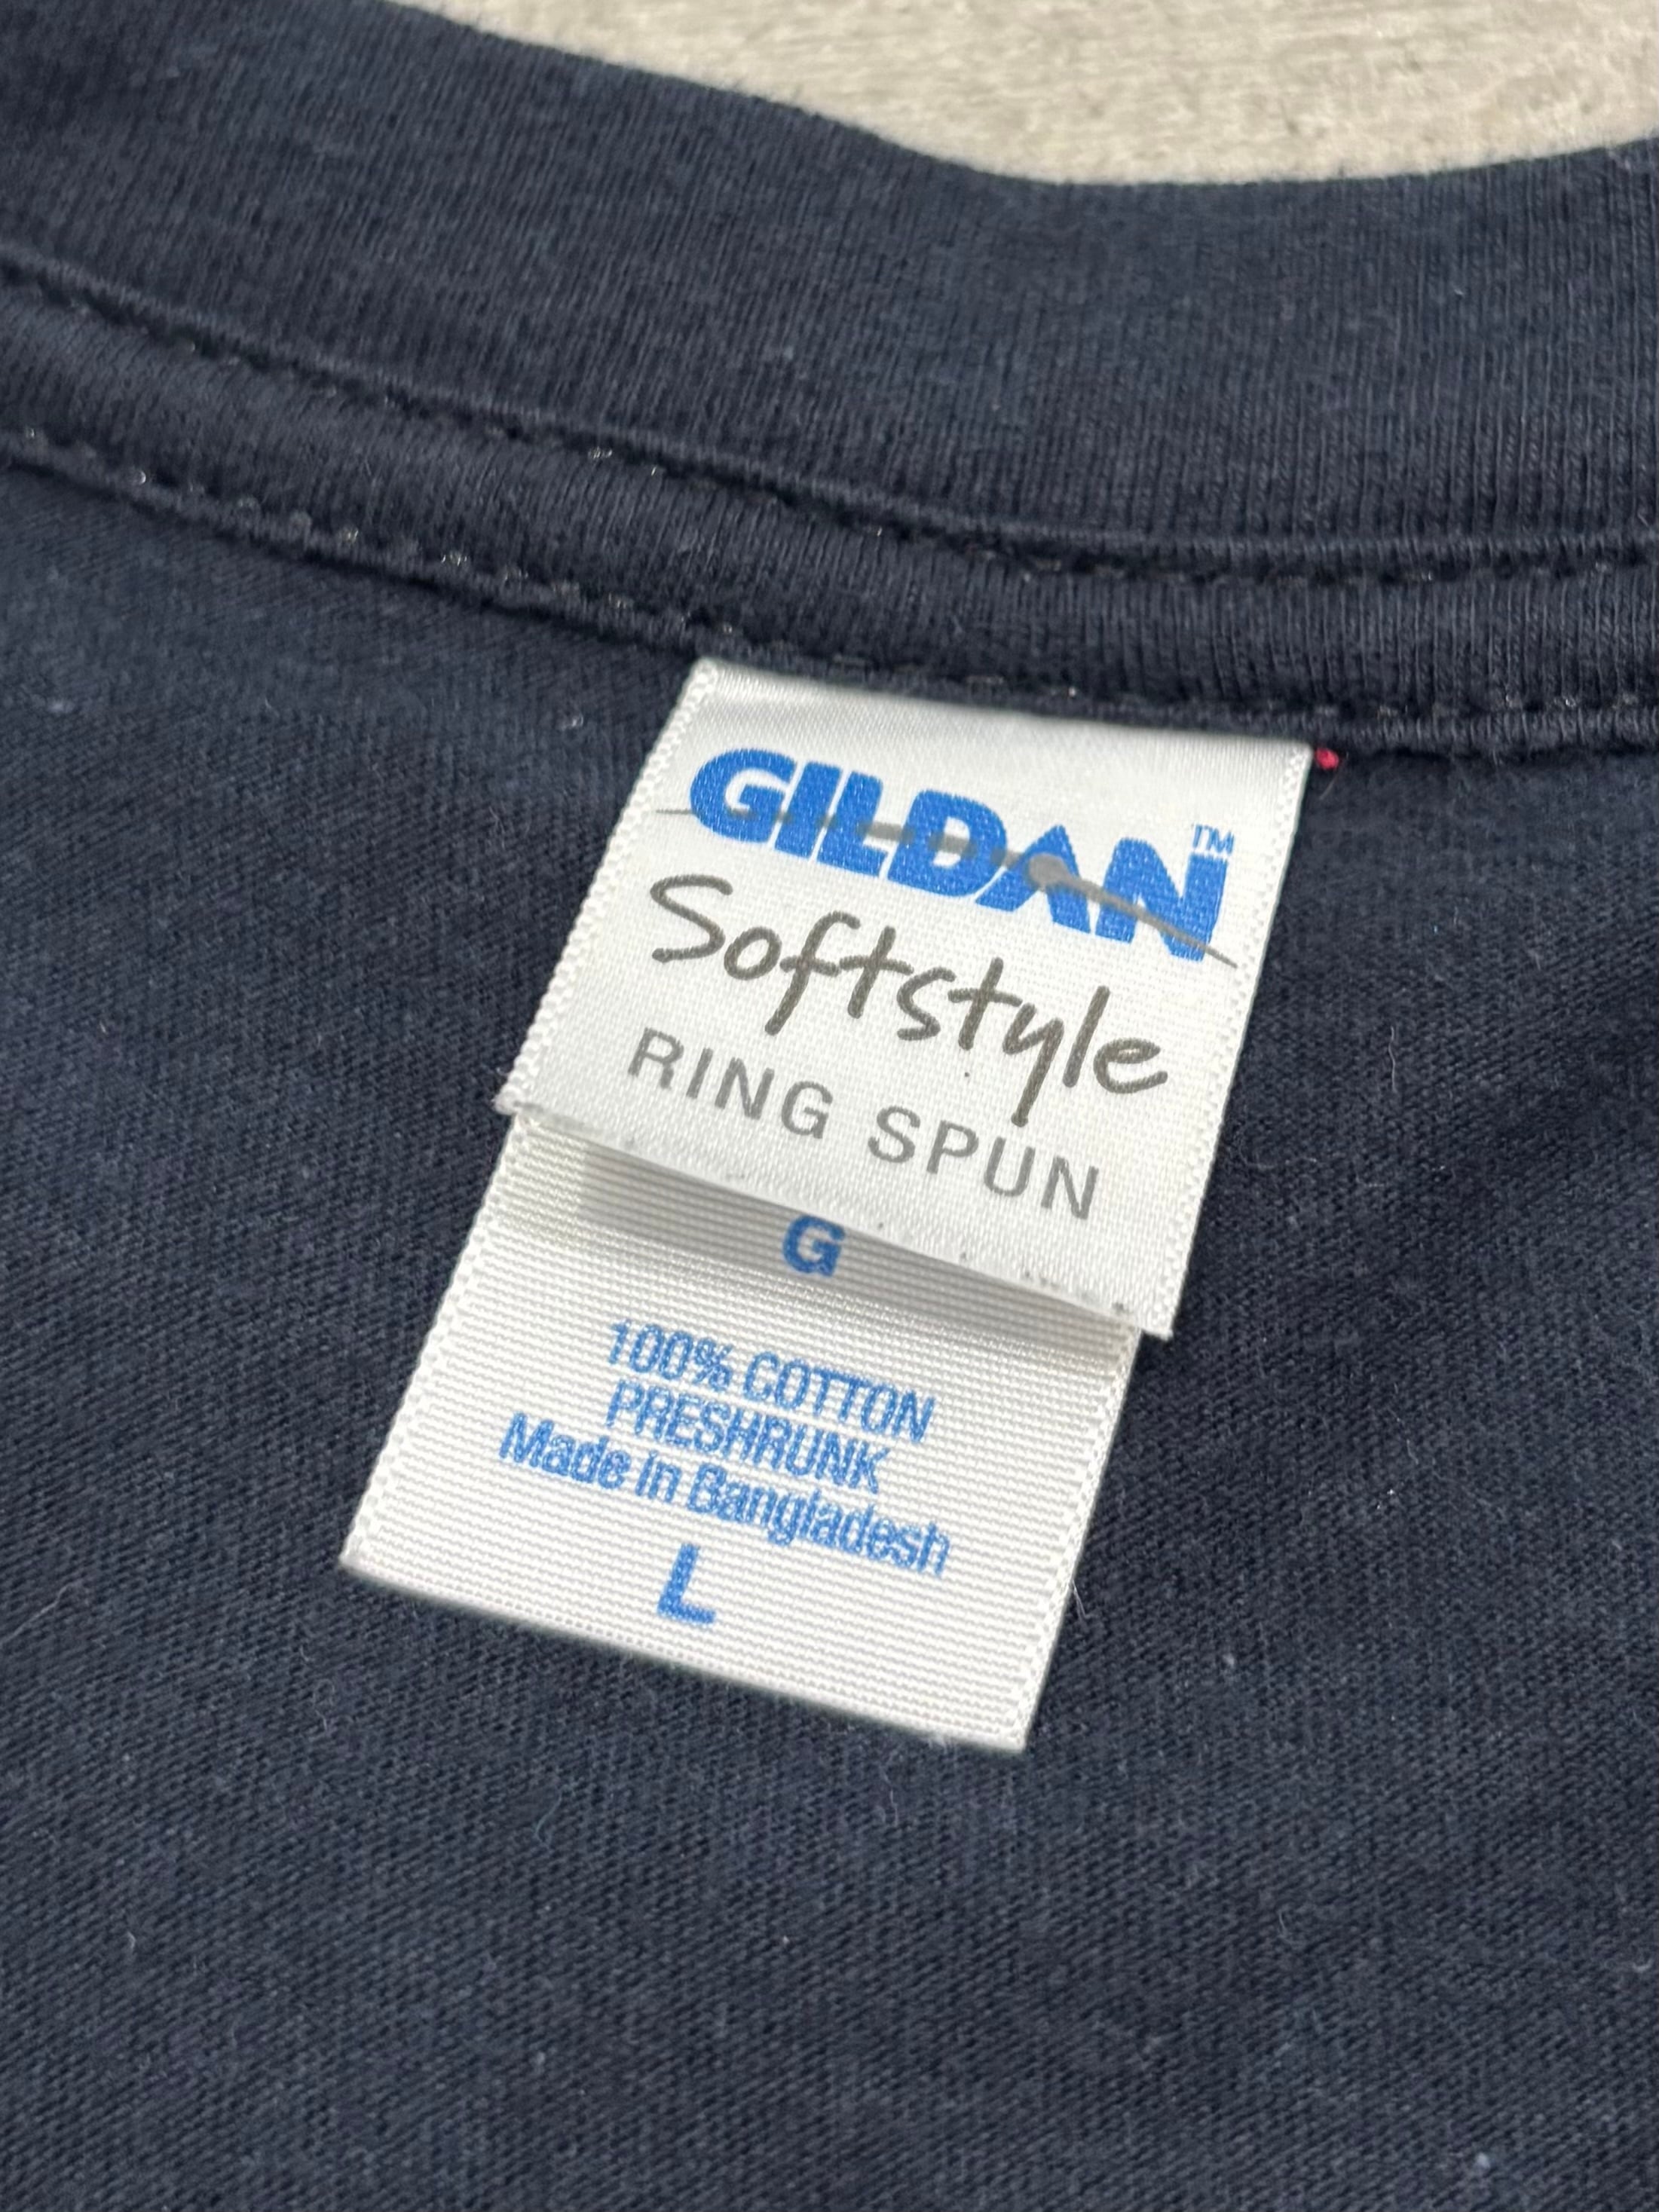 GILDAN™
Softstyle
RING SPUN
G
100% COTTON
PRESHRUNK
Made in Bangladesh
L